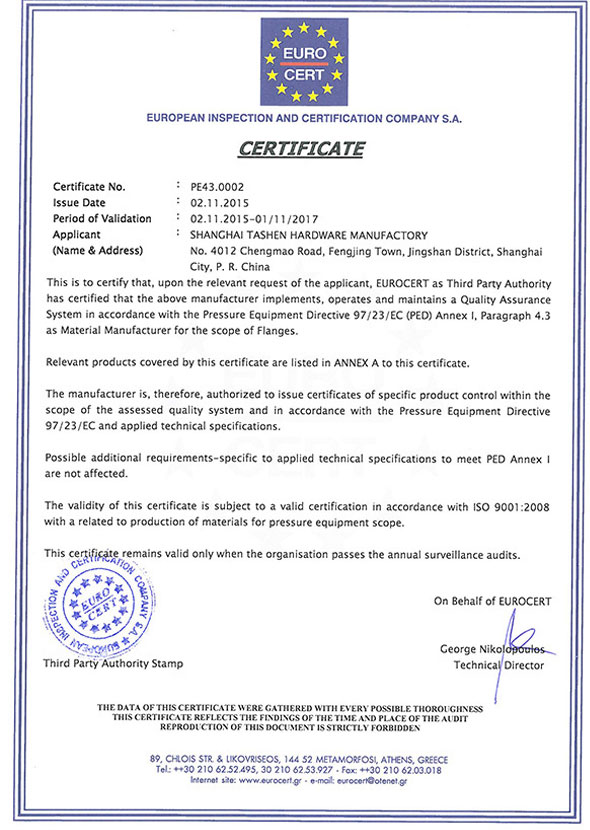 EURO
CERT
EUROPEAN INSPECTION AND CERTIFICATION COMPANY S.A.
CERTIFICATE
Certificate No. : PE43.0002
Issue Date : 02.11.2015
Period of Validation : 02.11.2015-01/11/2017
Applicant : SHANGHAI TASHEN HARDWARE MANUFACTORY
(Name & Address) No. 4012 Chengmao Road, Fengjing Town, Jingshan District, Shanghai
City, P. R. China
This is to certify that, upon the relevant request of the applicant, EUROCERT as Third Party Authority
has certified that the above manufacturer implements, operates and maintains a Quality Assurance
System in accordance with the Pressure Equipment Directive 97/23/EC (PED) Annex I, Paragraph 4.3
as Material Manufacturer for the scope of Flanges.
Relevant products covered by this certificate are listed in ANNEX A to this certificate.
The manufacturer is, therefore, authorized to issue certificates of specific product control within the
scope of the assessed quality system and in accordance with the Pressure Equipment Directive
97/23/EC and applied technical specifications.
Possible additional requirements-specific to applied technical specifications to meet PED Annex I
are not affected.
The validity of this certificate is subject to a valid certification in accordance with ISO 9001:2008
with a related to production of materials for pressure equipment scope.
This certificate remains valid only when the organisation passes the annual surveillance audits.
EUROPEAN INSPECTION AND CERTIFICATION COMPANY S.A.
EURO
CERT
On Behalf of EUROCERT
George Nikolopoulos
Technical Director
Third Party Authority Stamp
THE DATA OF THIS CERTIFICATE WERE GATHERED WITH EVERY POSSIBLE THOROUGHNESS
THIS CERTIFICATE REFLECTS THE FINDINGS OF THE TIME AND PLACE OF THE AUDIT
REPRODUCTION OF THIS DOCUMENT IS STRICTLY FORBIDDEN
89, CHLOIS STR. & LIKOVRISEOS, 144 52 METAMORFOSI, ATHENS, GREECE
Tel.: ++30 210 62.52.495, 30 210 62.53.927 - Fax: ++30 210 62.03.018
Internet site: www.eurocert.gr - e-mail: eurocert@otenet.gr